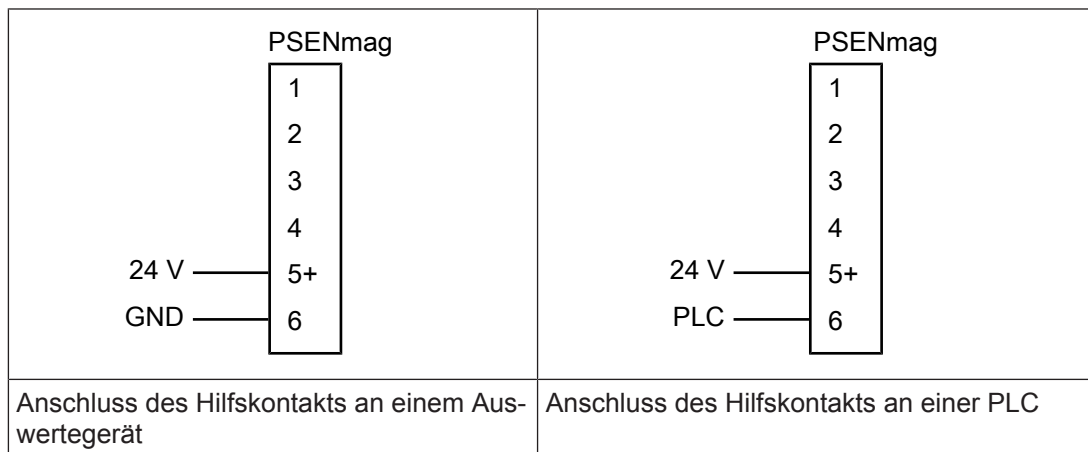 PSENmag
1
2
3
4
24 V 5+
GND 6
Anschluss des Hilfskontakts an einem Aus-
wertegerät
PSENmag
1
2
3
4
24 V 5+
PLC 6
Anschluss des Hilfskontakts an einer PLC